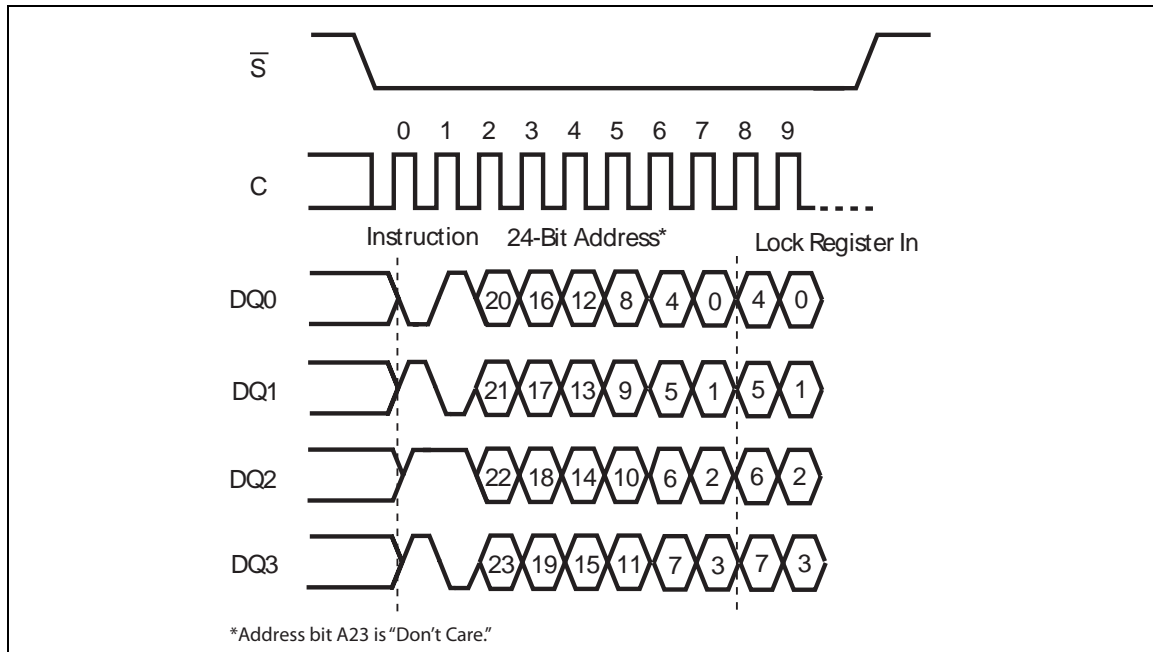 S
0 1 2 3 4 5 6 7 8 9
C
Instruction 24-Bit Address* Lock Register In
DQ0 20 16 12 8 4 0 4 0
DQ1 21 17 13 9 5 1 5 1
DQ2 22 18 14 10 6 2 6 2
DQ3 23 19 15 11 7 3 7 3
*Address bit A23 is “Don’t Care.”